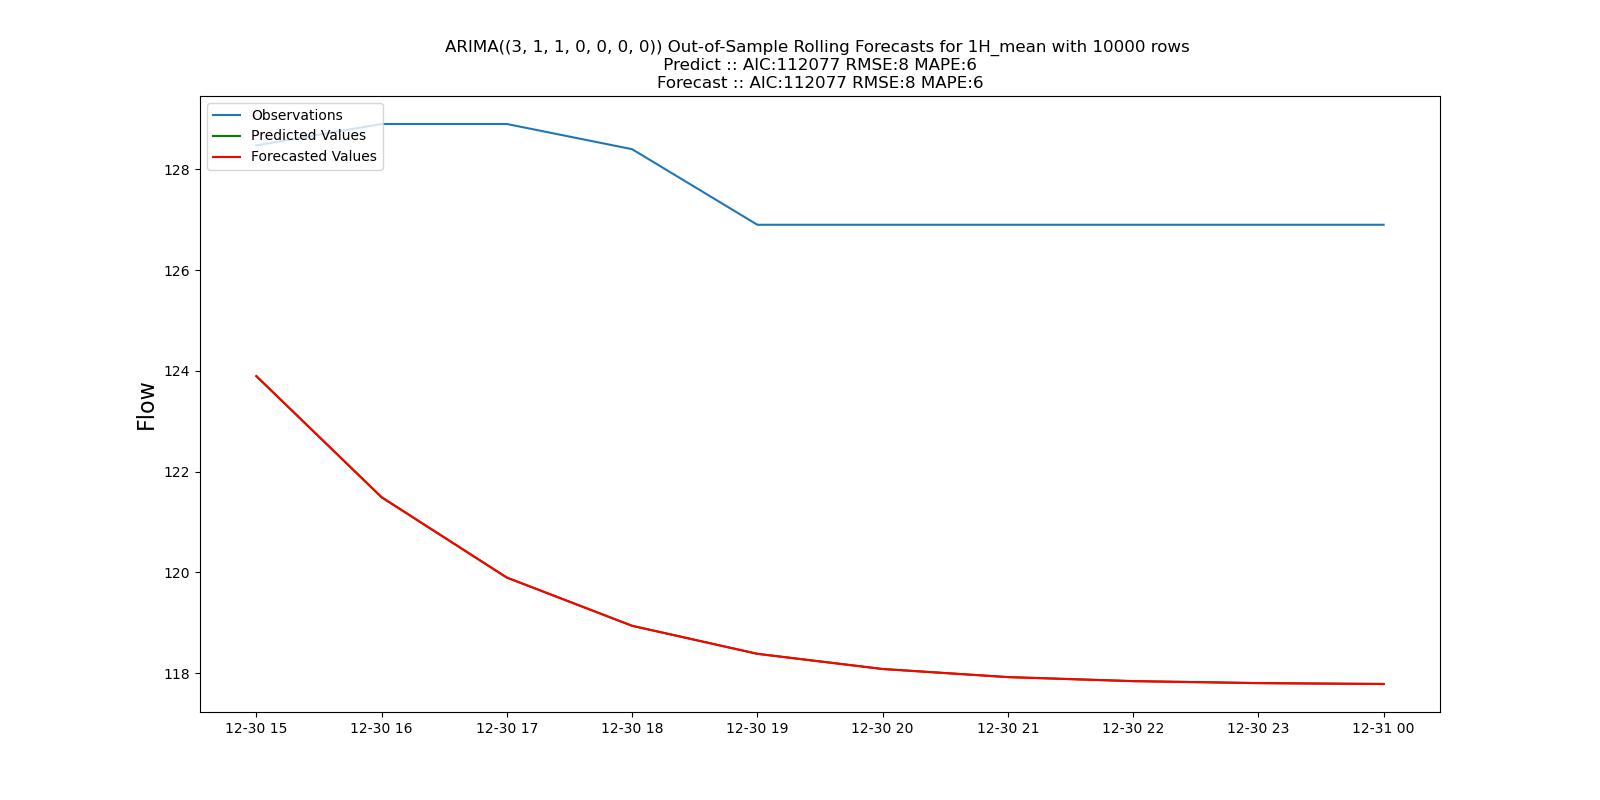 ARIMA((3, 1, 1, 0, 0, 0, 0)) Out-of-Sample Rolling Forecasts for 1H_mean with 10000 rows
Predict :: AIC:112077 RMSE:8 MAPE:6
Forecast :: AIC:112077 RMSE:8 MAPE:6
Observations
Predicted Values
Forecasted Values
128
126
124
122
120
118
Flow
12-30 15
12-30 16
12-30 17
12-30 18
12-30 19
12-30 20
12-30 21
12-30 22
12-30 23
12-31 00